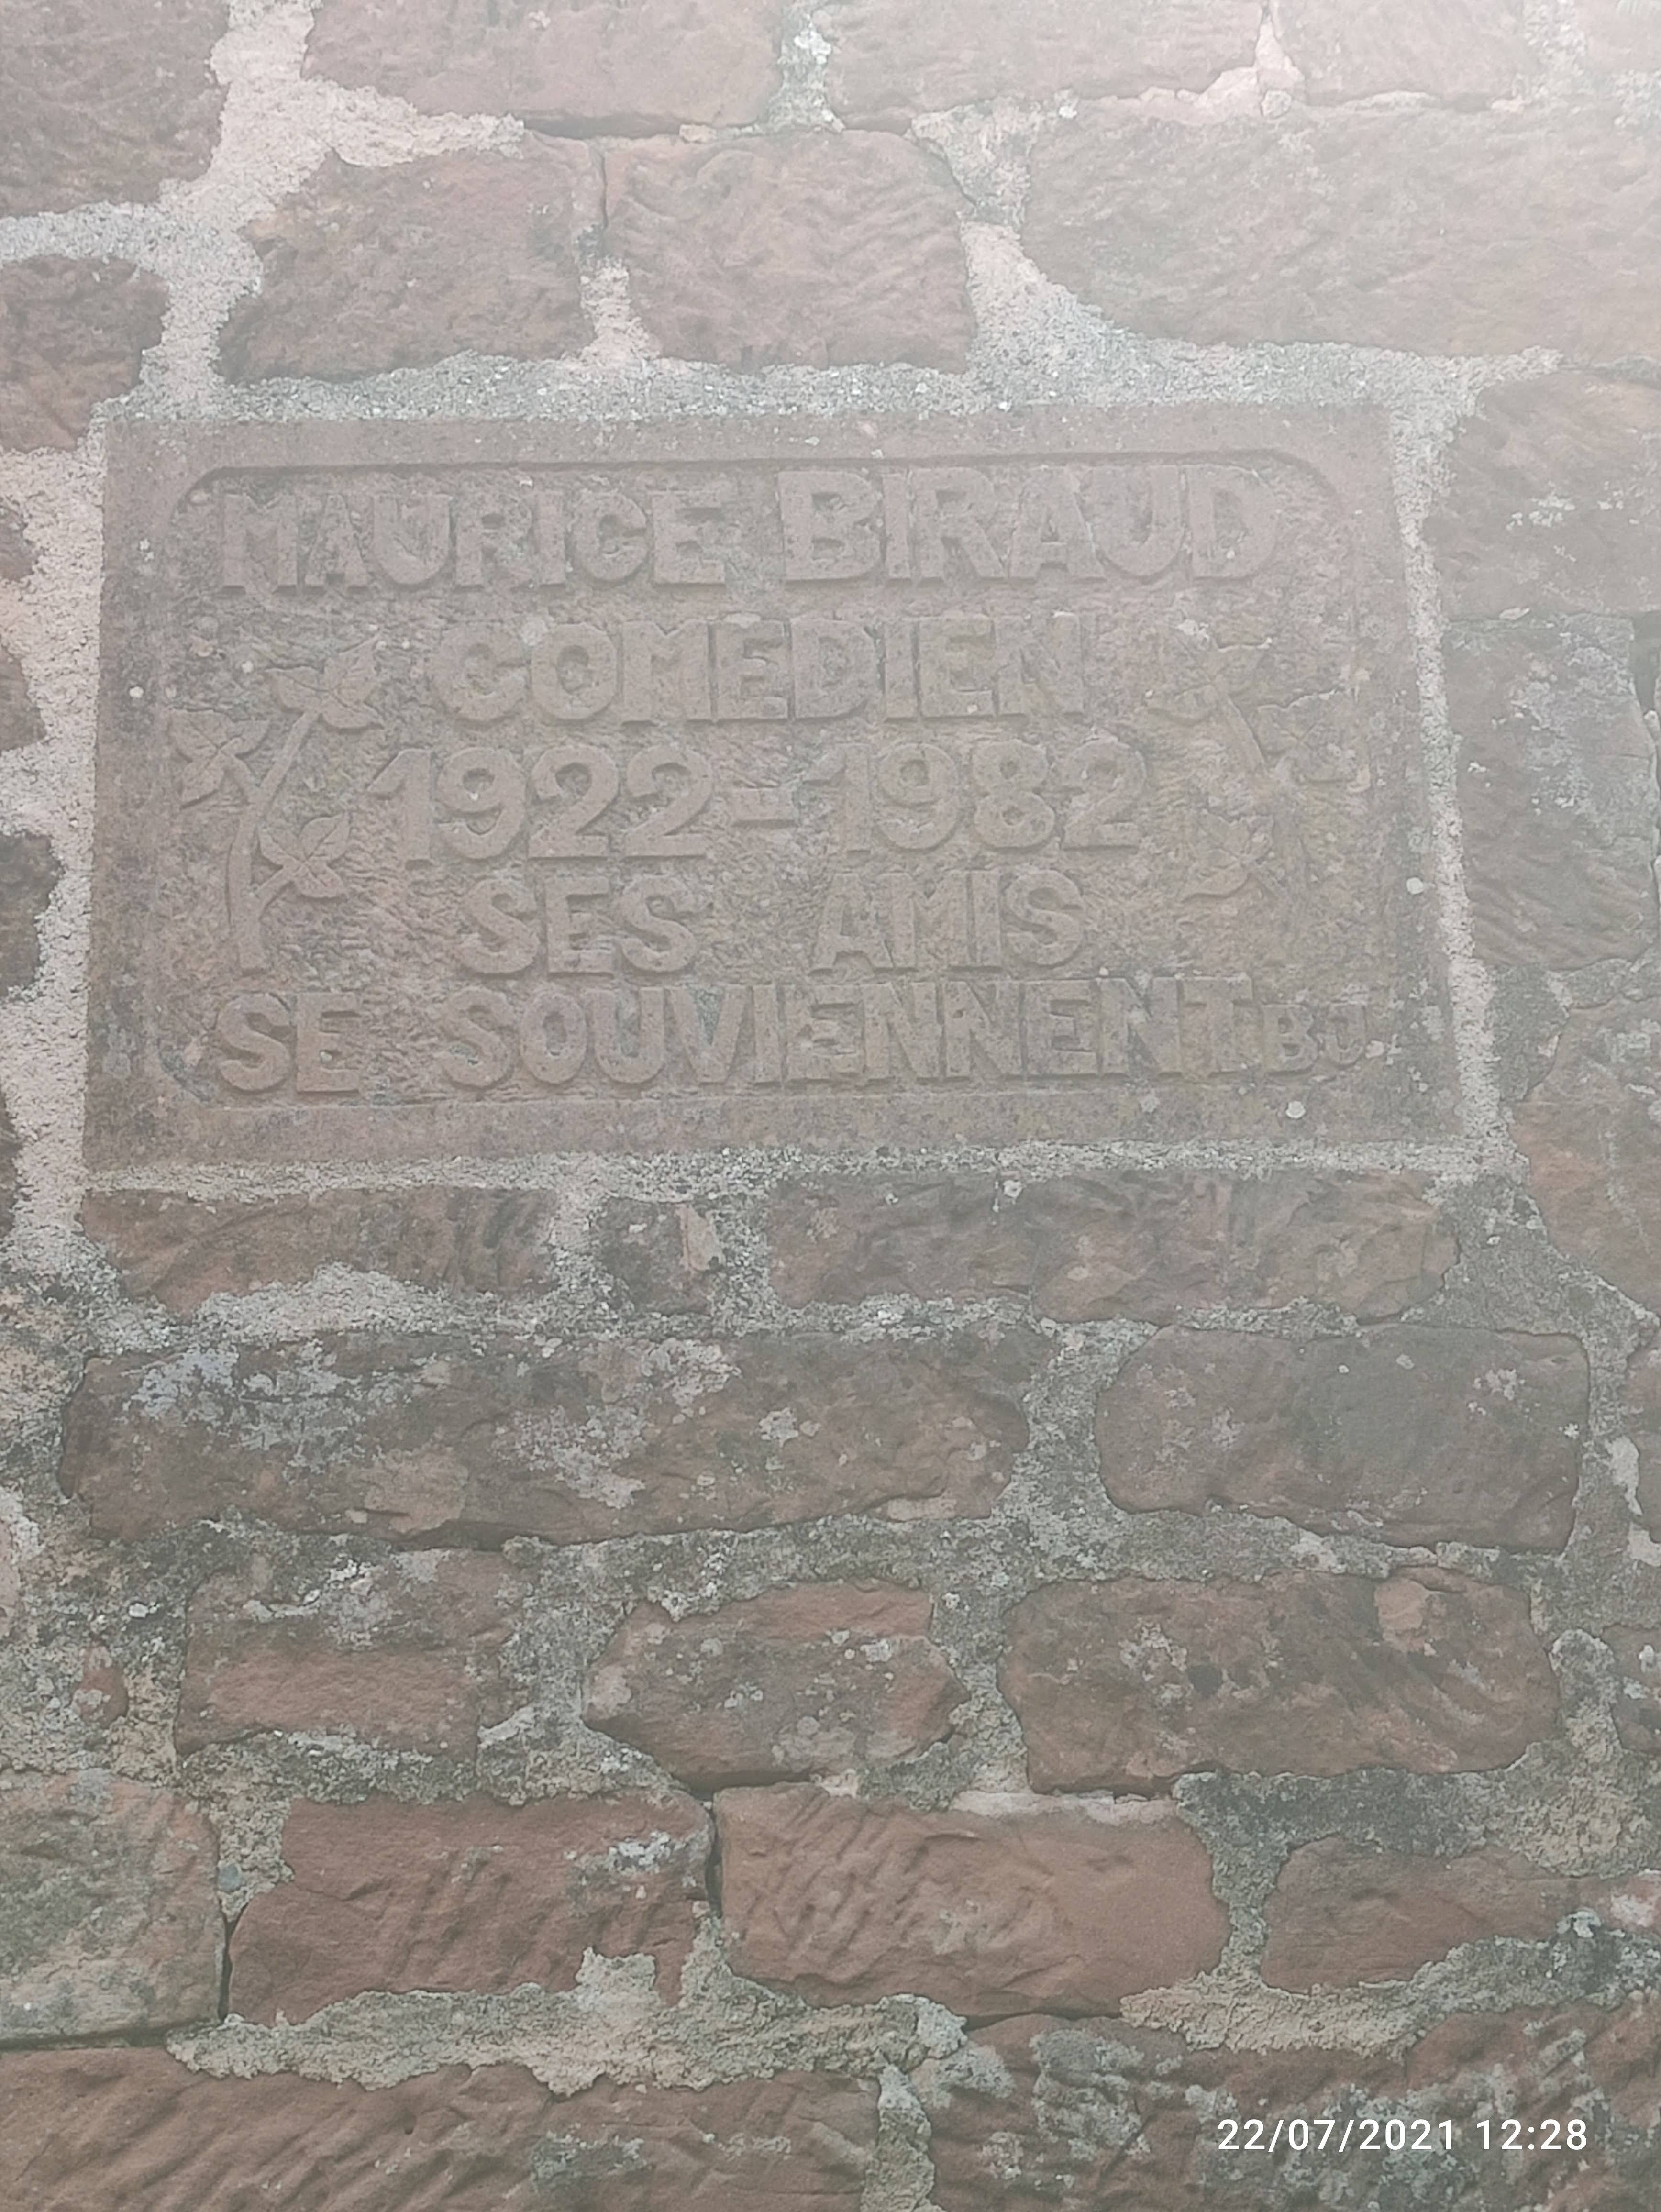 MAURICE BIRAUD
COMEDIEN
1922-1982
SES AMIS
SE SOUVIENNENT BJ
22/07/2021 12:28